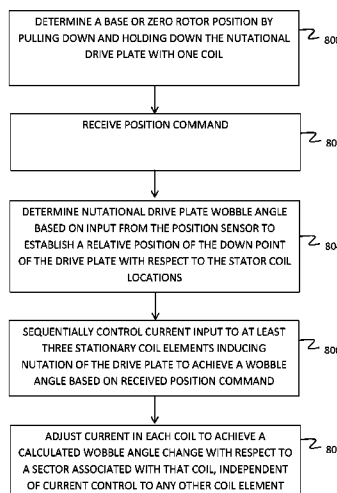 DETERMINE A BASE OR ZERO ROTOR POSITION BY
PULLING DOWN AND HOLDING DOWN THE NUTATIONAL
DRIVE PLATE WITH ONE COIL
80
RECEIVE POSITION COMMAND
80
DETERMINE NUTATIONAL DRIVE PLATE WOBBLE ANGLE
BASED ON INPUT FROM THE POSITION SENSOR TO
ESTABLISH A RELATIVE POSITION OF THE DOWN POINT
OF THE DRIVE PLATE WITH RESPECT TO THE STATOR COIL
LOCATIONS
80
SEQUENTIALLY CONTROL CURRENT INPUT TO AT LEAST
THREE STATIONARY COIL ELEMENTS INDUCING
NUTATION OF THE DRIVE PLATE TO ACHIEVE A WOBBLE
ANGLE BASED ON RECEIVED POSITION COMMAND
80
ADJUST CURRENT IN EACH COIL TO ACHIEVE A
CALCULATED WOBBLE ANGLE CHANGE WITH RESPECT TO
A SECTOR ASSOCIATED WITH THAT COIL, INDEPENDENT
OF CURRENT CONTROL TO ANY OTHER COIL ELEMENT
80